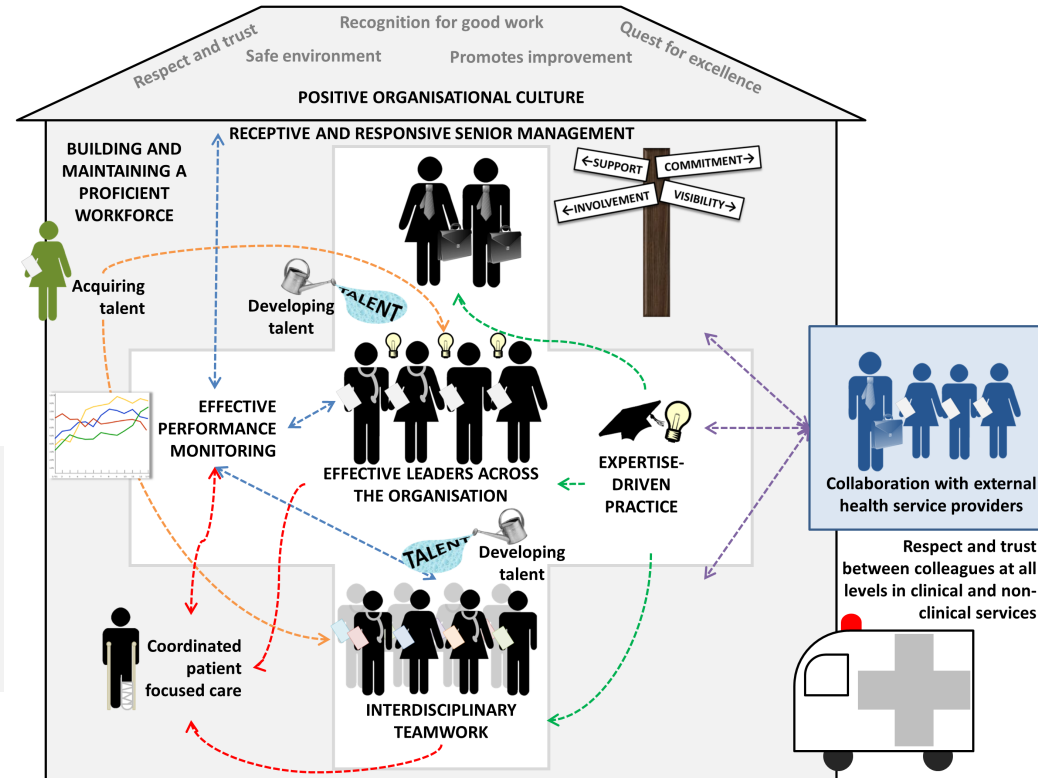 Recognition for good work
Respect and trust
Quest for excellence
Safe environment
Promotes improvement
POSITIVE ORGANISATIONAL CULTURE
RECEPTIVE AND RESPONSIVE SENIOR MANAGEMENT
BUILDING AND
MAINTAINING A
PROFICIENT
WORKFORCE
←SUPPORT
COMMITMENT→
←INVOLVEMENT
VISIBILITY→
Acquiring
talent
Developing
talent
TALENT
EFFECTIVE
PERFORMANCE
MONITORING
EFFECTIVE LEADERS ACROSS
THE ORGANISATION
EXPERTISE-
DRIVEN
PRACTICE
Collaboration with external
health service providers
TALENT
Developing
talent
Respect and trust
between colleagues at all
levels in clinical and non-
clinical services
Coordinated
patient
focused care
INTERDISCIPLINARY
TEAMWORK